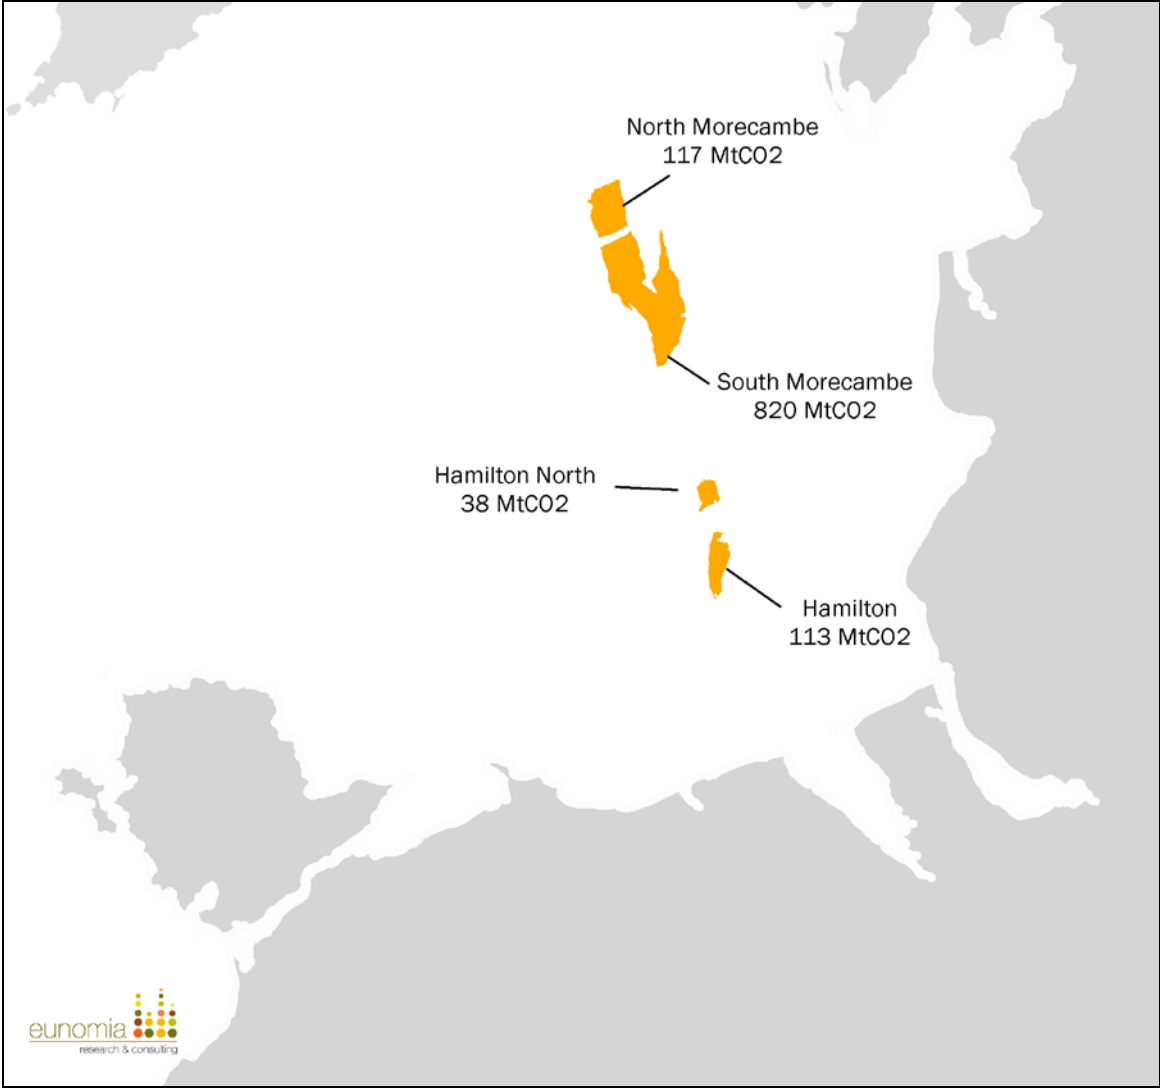 North Morecambe
117 MtCO2
South Morecambe
820 MtCO2
Hamilton North
38 MtCO2
Hamilton
113 MtCO2
eunomia
research & consulting